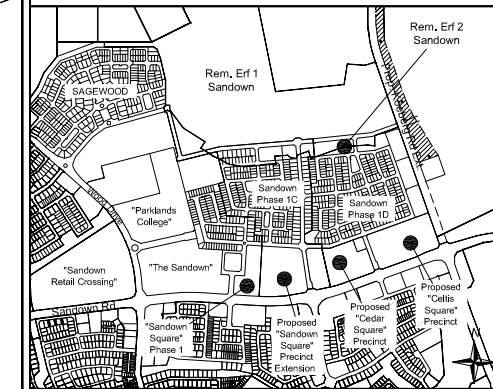 Rem. Erf 2
Sandown
Rem. Erf 1
Sandown
SAGEWOOD
Sandown
Phase 1C
Sandown
Phase 1D
"Parklands
College"
Wood Drive
"Sandown
Retail Crossing"
"The Sandown"
Sandown Rd
"Sandown
Square"
Phase 1
Proposed
"Sandown
Square"
Precinct
Extension
Proposed
"Cedar
Square"
Precinct
Proposed
"Celtis
Square"
Precinct